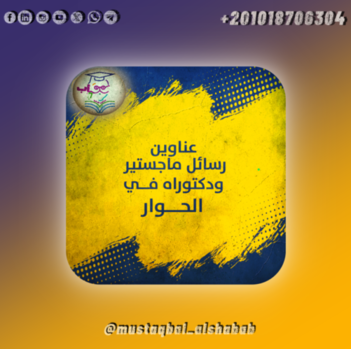 +201018706304
عناوين
رسائل ماجستير
ودكتوراه في
الحوار
@mustaqbal_alshabab